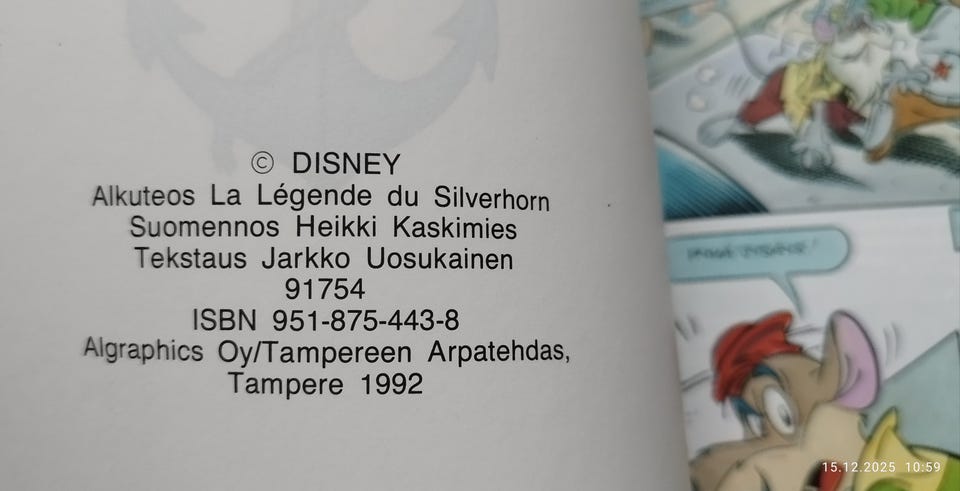 © DISNEY
Alkuteos La Légende du Silverhorn
Suomennos Heikki Kaskimies
Tekstaus Jarkko Uosukainen
91754
ISBN 951-875-443-8
Algraphics Oy/Tampereen Arpatehdas,
Tampere 1992
15.12.2025 10:59